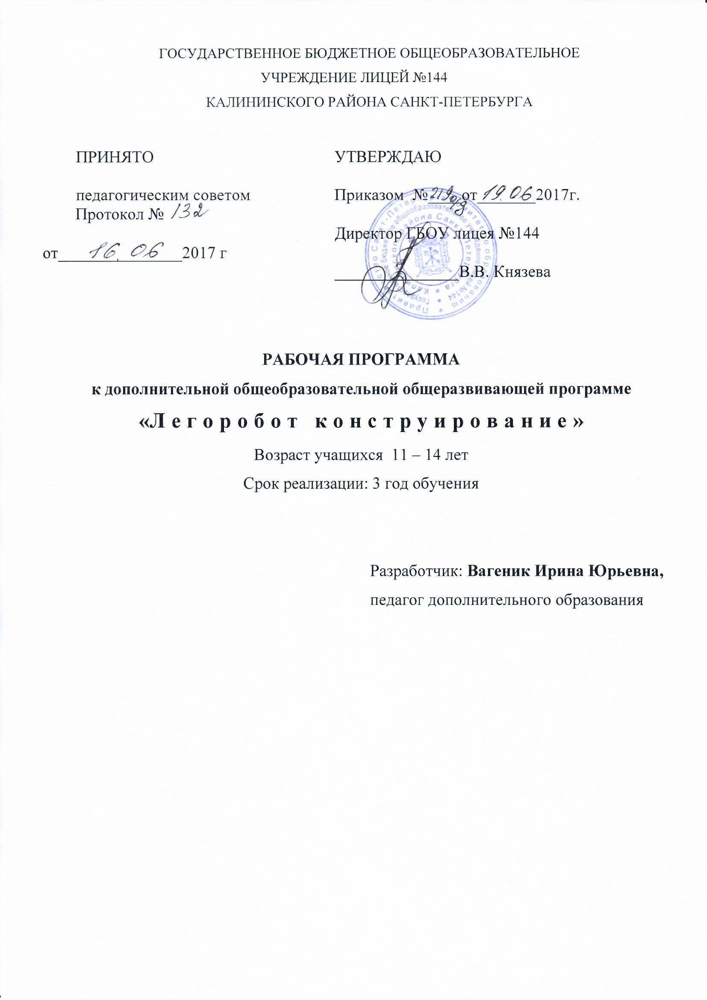 ГОСУДАРСТВЕННОЕ БЮДЖЕТНОЕ ОБЩЕОБРАЗОВАТЕЛЬНОЕ
УЧРЕЖДЕНИЕ ЛИЦЕЙ №144
КАЛИНИНСКОГО РАЙОНА САНКТ-ПЕТЕРБУРГА
ПРИНЯТО
педагогическим советом
Протокол № 132
от 16. 06 2017 г
УТВЕРЖДАЮ
Приказом № 219 от 19.06 2017г.
Директор ГБОУ лицея №144
В.В. Князева
РАБОЧАЯ ПРОГРАММА
к дополнительной общеобразовательной общеразвивающей программе
«Л е г о р о б о т к о н с т р у и р о в а н и е»
Возраст учащихся 11 – 14 лет
Срок реализации: 3 год обучения
Разработчик: Вагеник Ирина Юрьевна,
педагог дополнительного образования